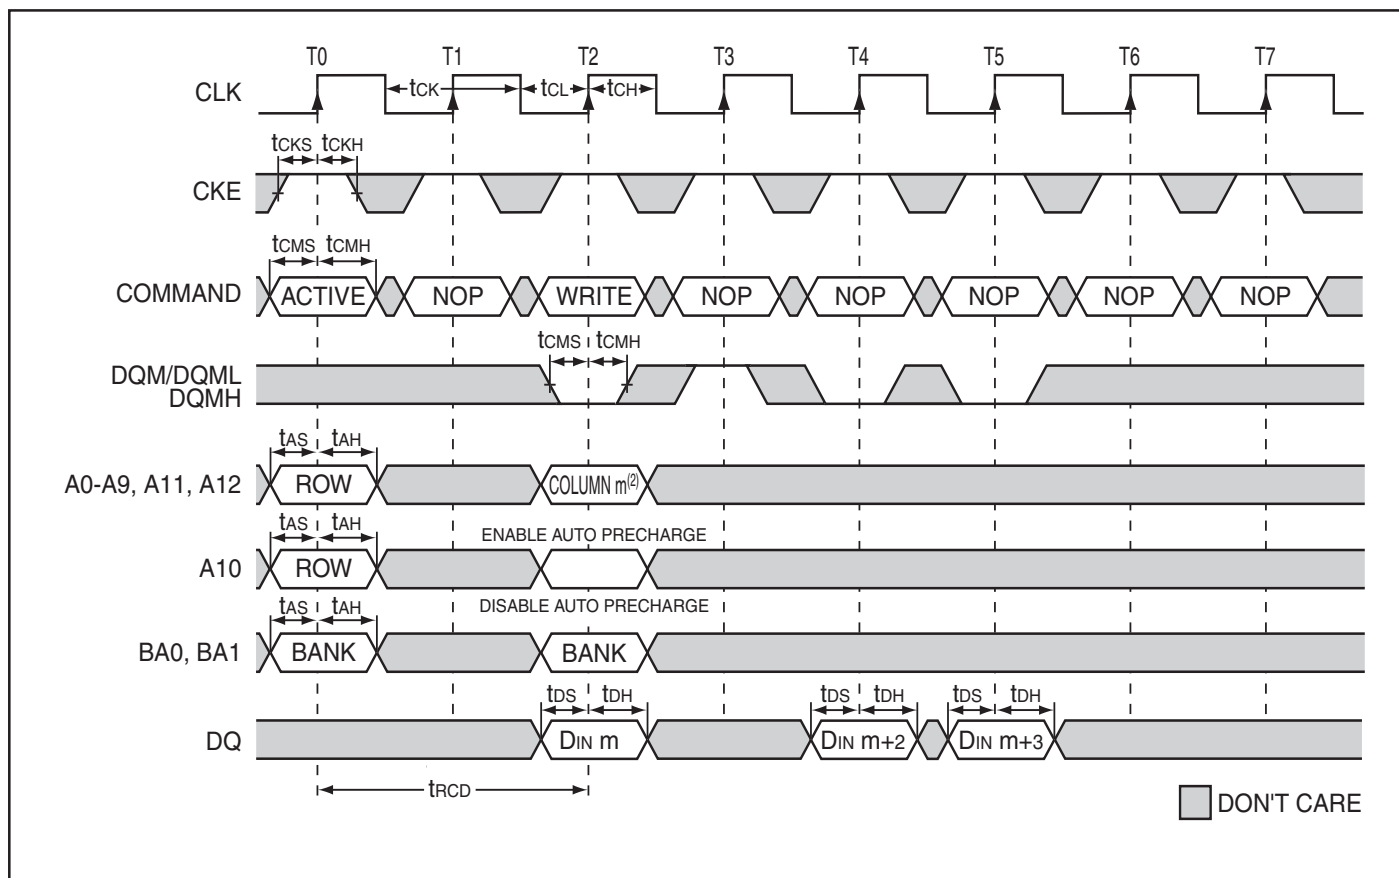 T0 T1 T2 T3 T4 T5 T6 T7
CLK tCK tCL tCH
tCKS tCKH
CKE
tCMS tCMH
COMMAND ACTIVE NOP WRITE NOP NOP NOP NOP NOP
tCMS tCMH
DQM/DQML
DQMH
tAS tAH
A0-A9, A11, A12 ROW COLUMN m(2)
tAS tAH ENABLE AUTO PRECHARGE
A10 ROW
tAS tAH DISABLE AUTO PRECHARGE
BA0, BA1 BANK BANK
tDS tDH tDS tDH tDS tDH
DQ DIN m DIN m+2 DIN m+3
tRCD
DON'T CARE